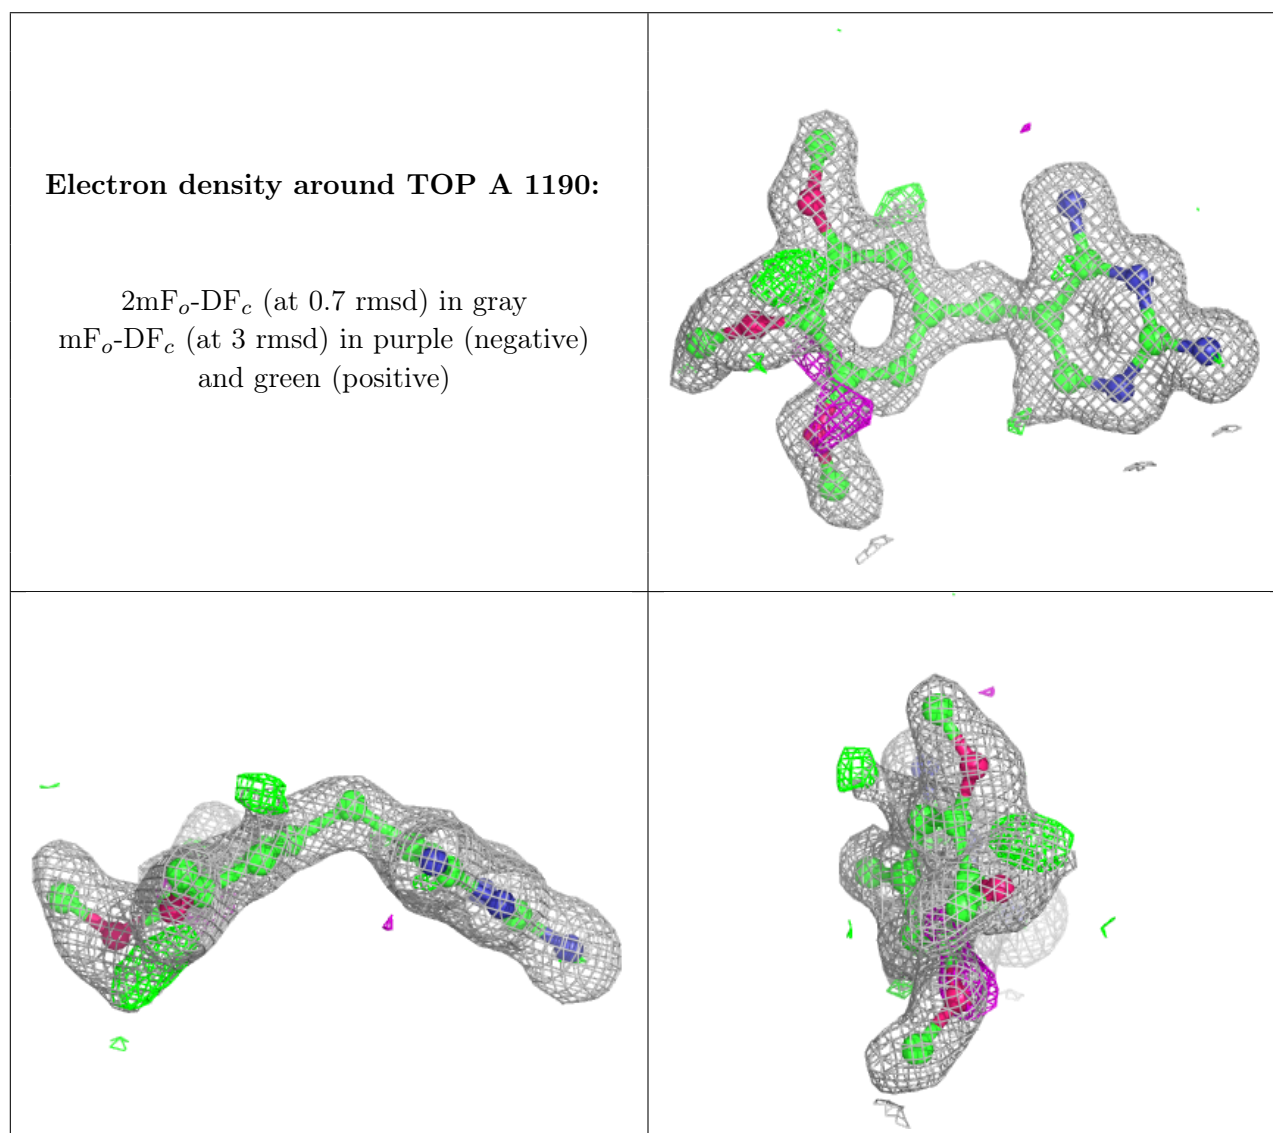 Electron density around TOP A 1190:
2mFo-DFc (at 0.7 rmsd) in gray
mFo-DFc (at 3 rmsd) in purple (negative)
and green (positive)